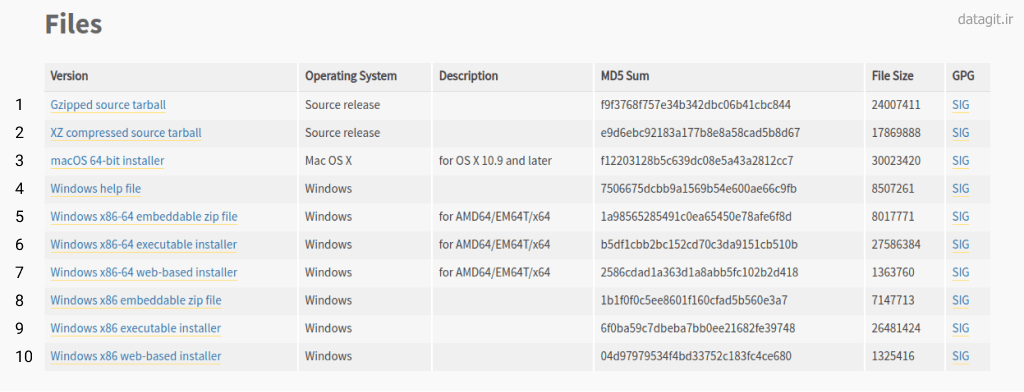 Files
datagit.ir
Version Operating System Description MD5 Sum File Size GPG
1 Gzipped source tarball Source release f9f3768f757e34b342dbc06b41cbc844 24007411 SIG
2 XZ compressed source tarball Source release e9d6ebc92183a177b8e8a58cad5b8d67 17869888 SIG
3 macOS 64-bit installer Mac OS X for OS X 10.9 and later f12203128b5c639dc08e5a43a2812cc7 30023420 SIG
4 Windows help file Windows 7506675dcbb9a1569b54e600ae66c9fb 8507261 SIG
5 Windows x86-64 embeddable zip file Windows for AMD64/EM64T/x64 1a98565285491c0ea65450e78afe6f8d 8017771 SIG
6 Windows x86-64 executable installer Windows for AMD64/EM64T/x64 b5df1cbb2bc152cd70c3da9151cb510b 27586384 SIG
7 Windows x86-64 web-based installer Windows for AMD64/EM64T/x64 2586cdad1a363d1a8abb5fc102b2d418 1363760 SIG
8 Windows x86 embeddable zip file Windows 1b1f0f0c5ee8601f160cfad5b560e3a7 7147713 SIG
9 Windows x86 executable installer Windows 6f0ba59c7dbeba7bb0ee21682fe39748 26481424 SIG
10 Windows x86 web-based installer Windows 04d97979534f4bd33752c183fc4ce680 1325416 SIG